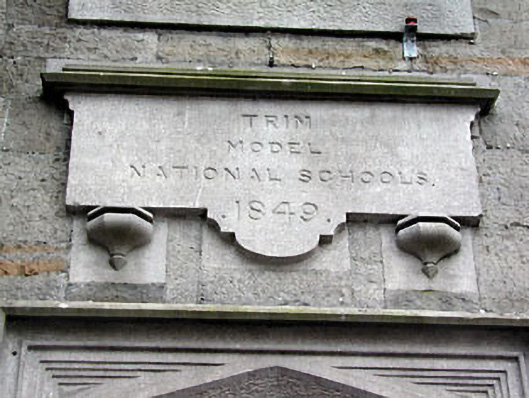 TRIM
MODEL
NATIONAL SCHOOLS.
.1849.